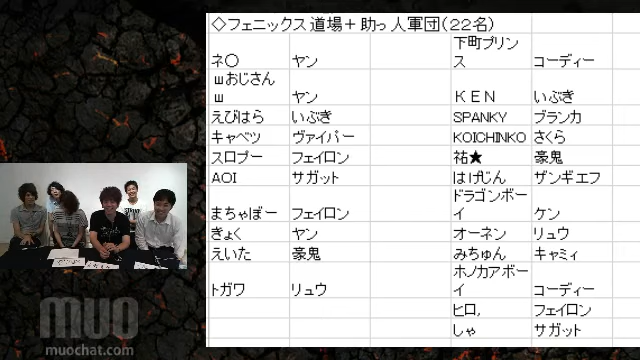 ◇フェニックス道場＋助っ人軍団（２２名）
ネ〇 ヤン 下町プリンス コーディー
шおじさんш ヤン ＫＥＮ いぶき
えびはら いぶき SPANKY ブランカ
キャベツ ヴァイパー KOICHINKO さくら
スロプー フェイロン 祐★ 豪鬼
AOI サガット はげじん ザンギエフ
まちゃぼー フェイロン ドラゴンボーイ ケン
きょく ヤン オーネン リュウ
えいた 豪鬼 みちゅん キャミィ
トガワ リュウ ホノカアボーイ コーディー
ヒロ, フェイロン
しゃ サガット
muo
muochat.com